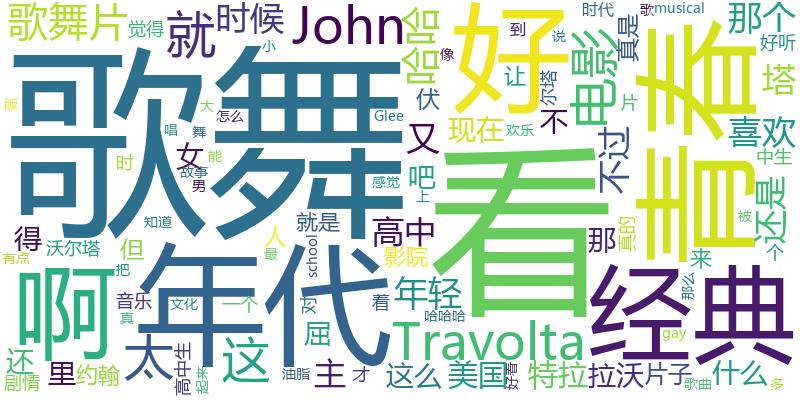 歌舞片
觉得
就
时候
小
John
哈哈
好
电影
时代
到
说
像
歌
musical
真是
那个
好听
歌舞
版
大
怎么
唱
舞
能
故事
男
女
时
Glee
伏
又
让
现在
欢乐
尔塔
片
不
不过
青春
塔
喜欢
中生
还是
个
被
得
沃尔塔
但
知道
感觉
吧
上
就是
高中
人
最
school
影院
看
那
真的
来
那么
有点
把
啊
年代
音乐
真
文化
一个
对
着
年轻
哈哈哈
屈
经典
gay
太
这
还
剧情
里
约翰
高中生
起来
油脂
主
才
这么
Travolta
美国
好看
特拉
拉沃
片子
歌曲
什么
多